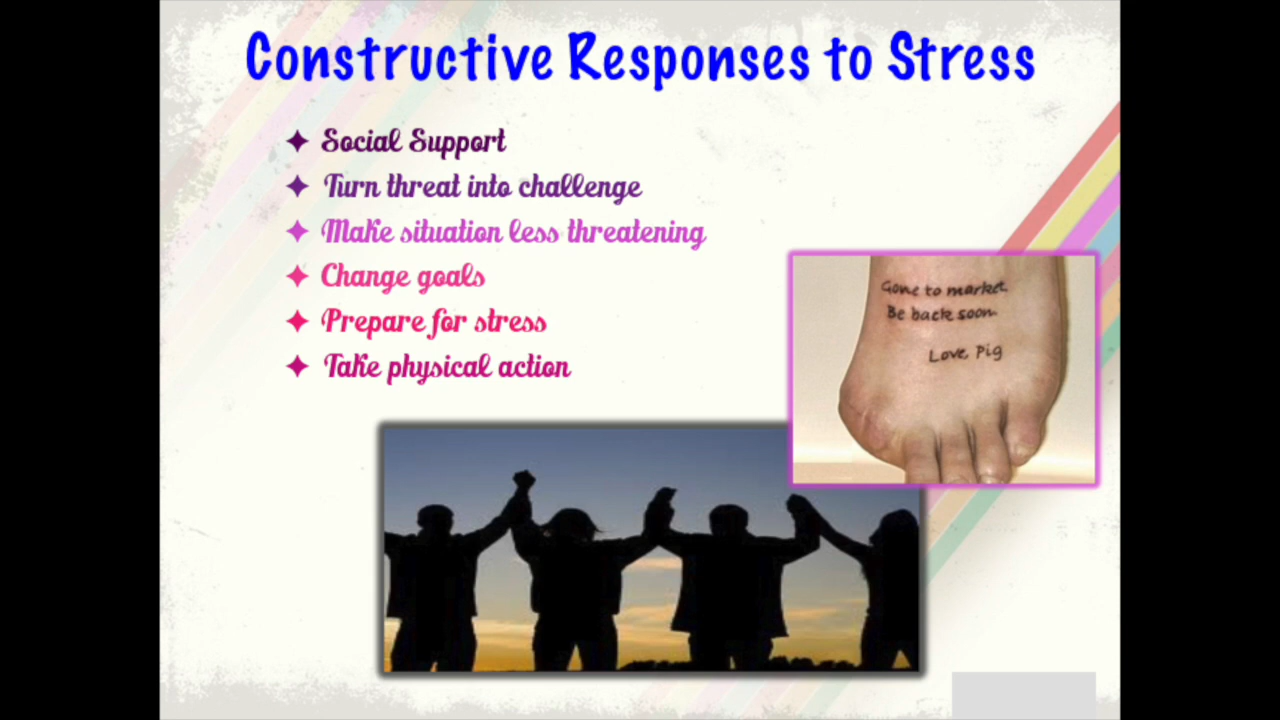 Constructive Responses to Stress
Social Support
Turn threat into challenge
Make situation less threatening
Change goals
Prepare for stress
Take physical action
Gone to market
Be back soon
Love, Pig